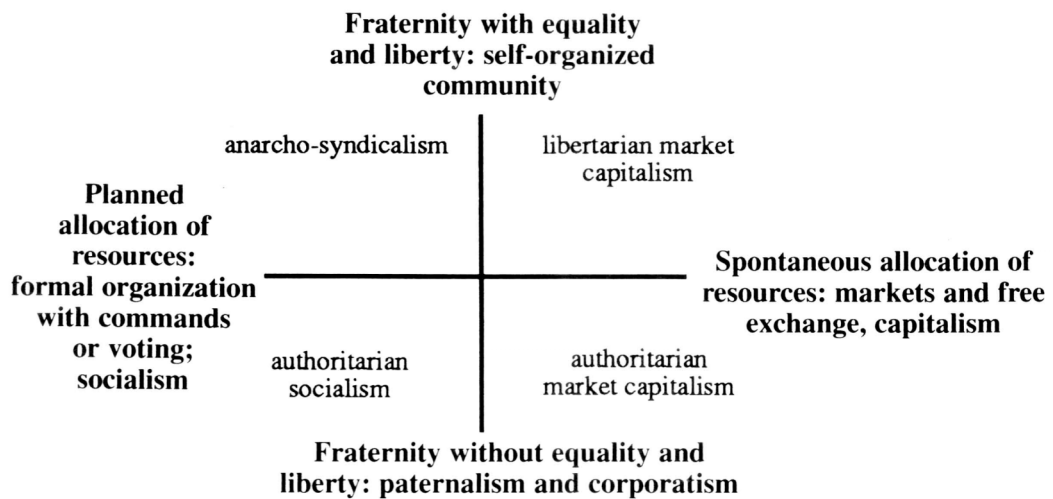 Fraternity with equality
and liberty: self-organized
community
anarcho-syndicalism
libertarian market
capitalism
Planned
allocation of
resources:
formal organization
with commands
or voting;
socialism
Spontaneous allocation of
resources: markets and free
exchange, capitalism
authoritarian
socialism
authoritarian
market capitalism
Fraternity without equality and
liberty: paternalism and corporatism